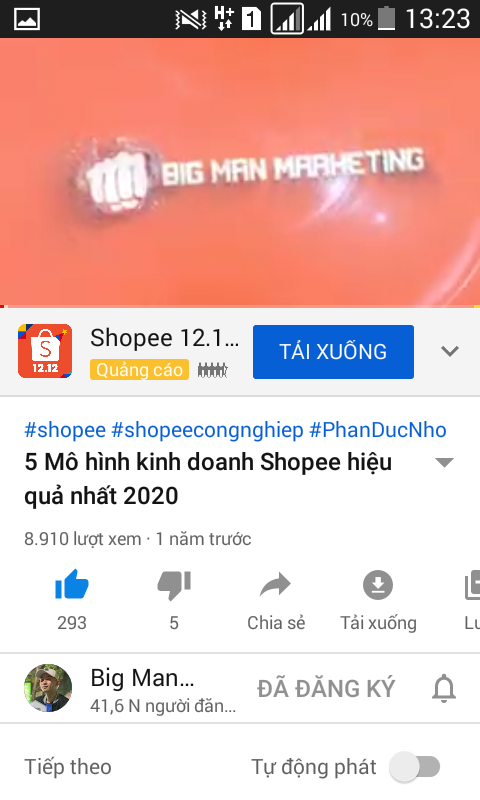 H+ 1 10% 13:23
BIG MAN MARKETING
Shopee 12.1...
S
12.12
Quảng cáo
TẢI XUỐNG
#shopee #shopeecongnghiep #PhanDucNho
5 Mô hình kinh doanh Shopee hiệu
quả nhất 2020
8.910 lượt xem · 1 năm trước
293
5
Chia sẻ
Tải xuống
Lư
Big Man...
41,6 N người đăn...
ĐÃ ĐĂNG KÝ
Tiếp theo
Tự động phát